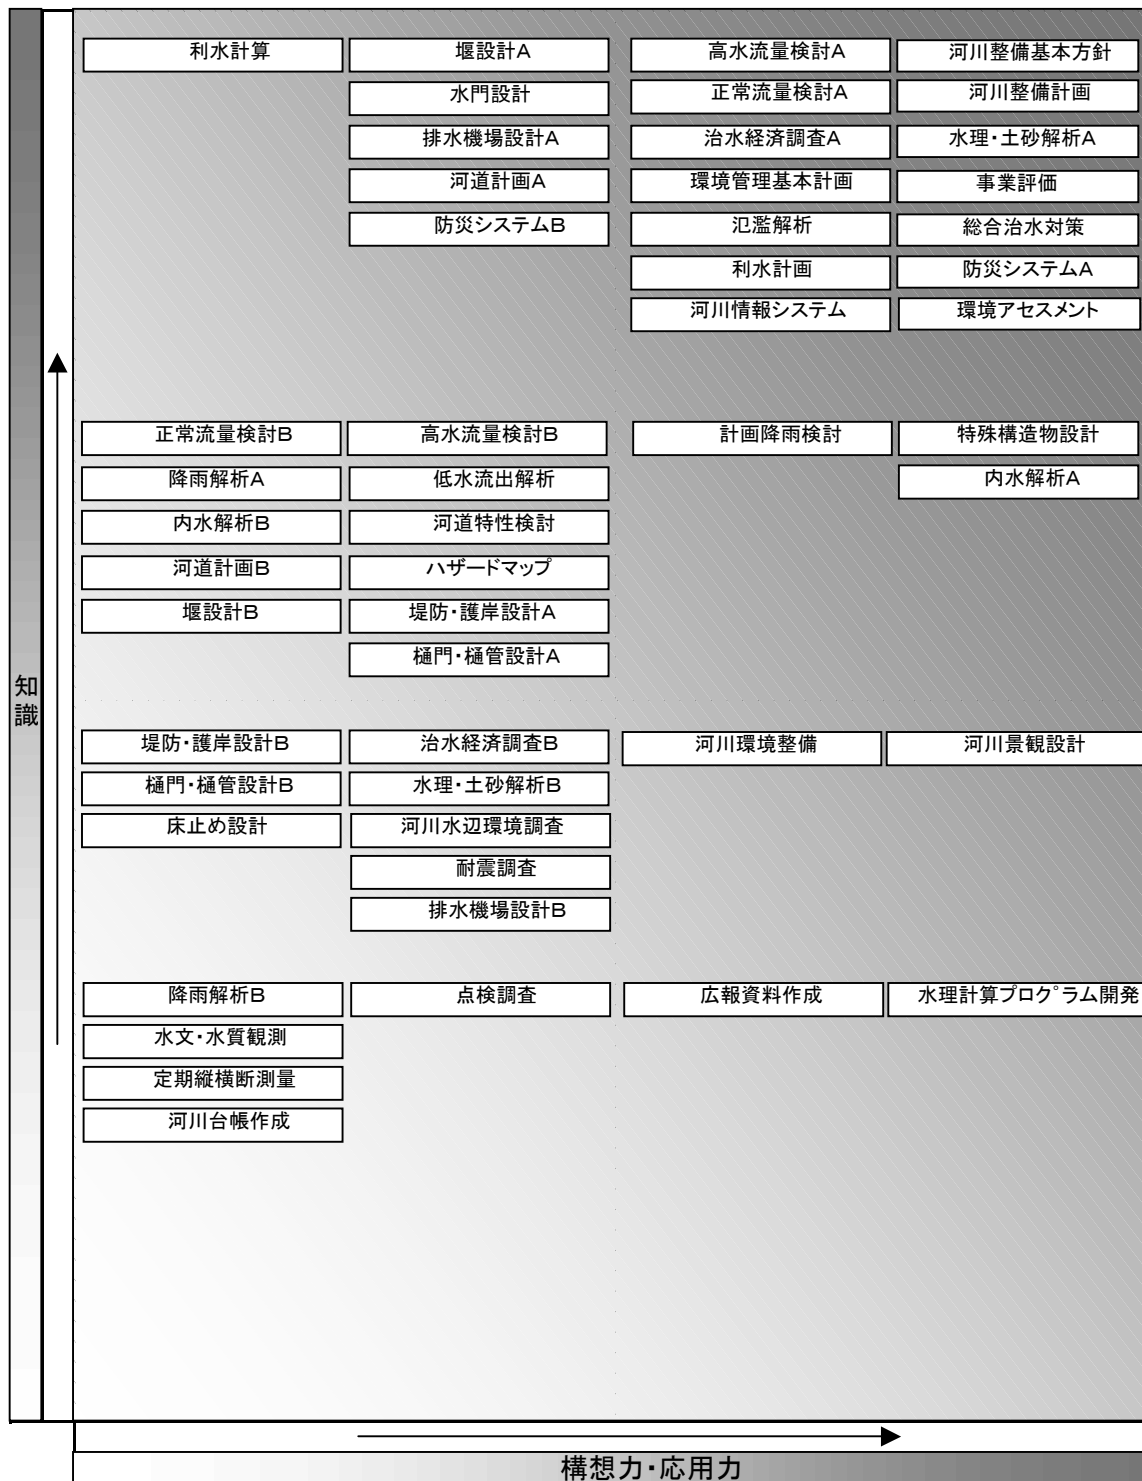 利水計算
堰設計A
高水流量検討A
河川整備基本方針
水門設計
正常流量検討A
河川整備計画
排水機場設計A
治水経済調査A
水理・土砂解析A
河道計画A
環境管理基本計画
事業評価
防災システムB
氾濫解析
総合治水対策
利水計画
防災システムA
河川情報システム
環境アセスメント
正常流量検討B
高水流量検討B
計画降雨検討
特殊構造物設計
降雨解析A
低水流出解析
内水解析A
内水解析B
河道特性検討
河道計画B
ハザードマップ
堰設計B
堤防・護岸設計A
樋門・樋管設計A
知識
堤防・護岸設計B
治水経済調査B
河川環境整備
河川景観設計
樋門・樋管設計B
水理・土砂解析B
床止め設計
河川水辺環境調査
耐震調査
排水機場設計B
降雨解析B
点検調査
広報資料作成
水理計算プログラム開発
水文・水質観測
定期縦横断測量
河川台帳作成
構想力・応用力